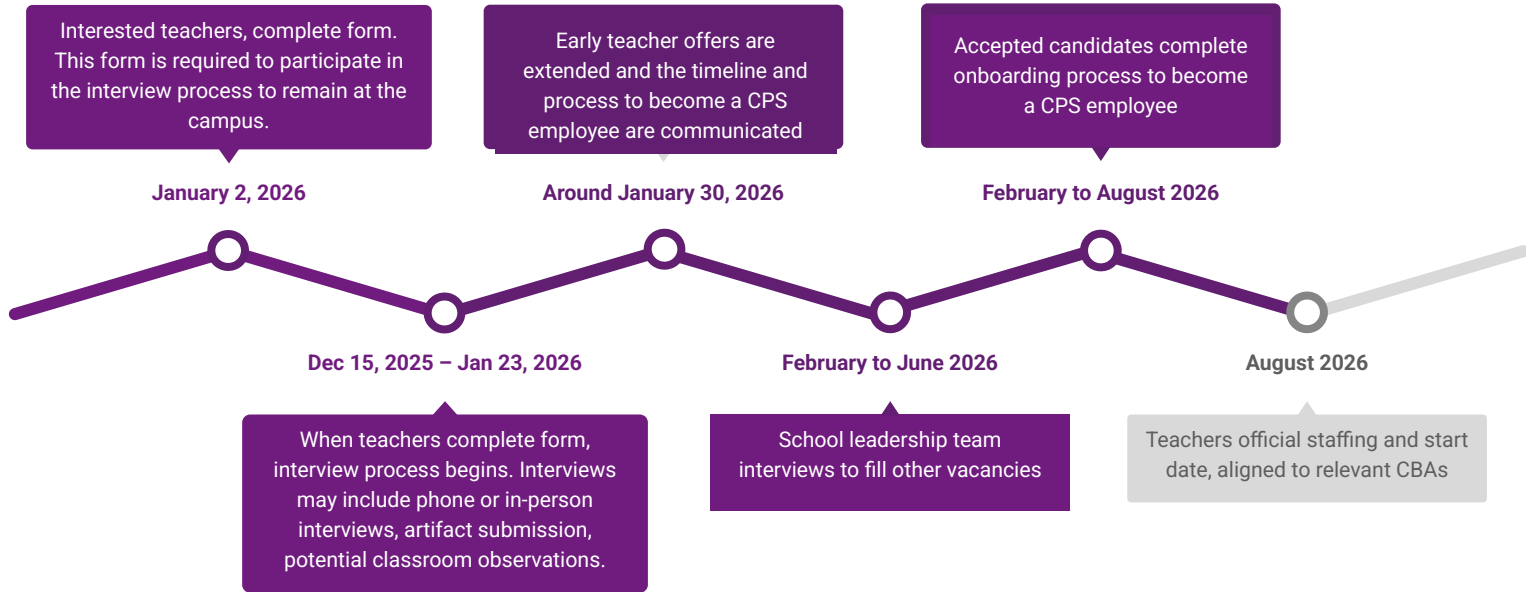 Interested teachers, complete form.
This form is required to participate in
the interview process to remain at the
campus.
January 2, 2026
When teachers complete form,
interview process begins. Interviews
may include phone or in-person
interviews, artifact submission,
potential classroom observations.
Dec 15, 2025 – Jan 23, 2026
Early teacher offers are
extended and the timeline and
process to become a CPS
employee are communicated
Around January 30, 2026
February to June 2026
School leadership team
interviews to fill other vacancies
Accepted candidates complete
onboarding process to become
a CPS employee
February to August 2026
August 2026
Teachers official staffing and start
date, aligned to relevant CBAs